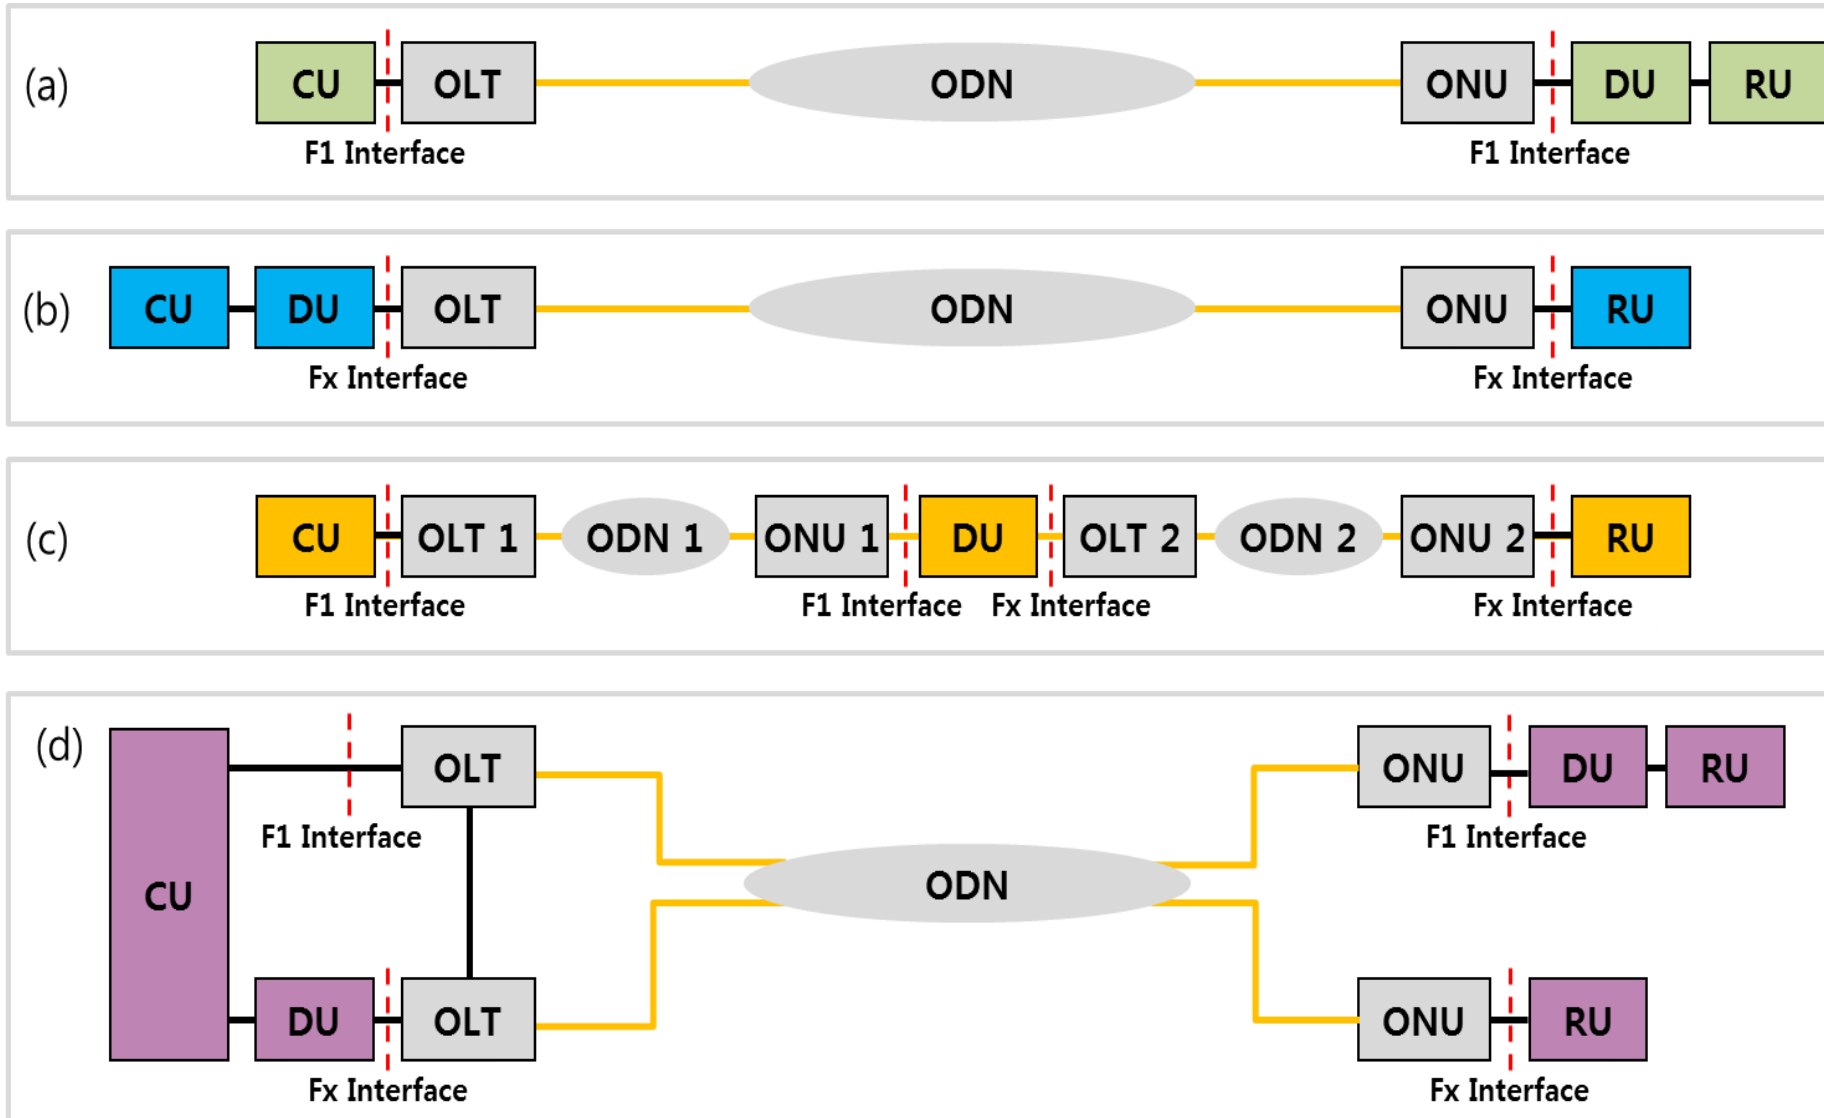 (a)
CU OLT ODN ONU DU RU
F1 Interface F1 Interface
(b)
CU DU OLT ODN ONU RU
Fx Interface Fx Interface
(c)
CU OLT 1 ODN 1 ONU 1 DU OLT 2 ODN 2 ONU 2 RU
F1 Interface F1 Interface Fx Interface Fx Interface
(d)
OLT ONU DU RU
F1 Interface F1 Interface
CU ODN
DU OLT ONU RU
Fx Interface Fx Interface